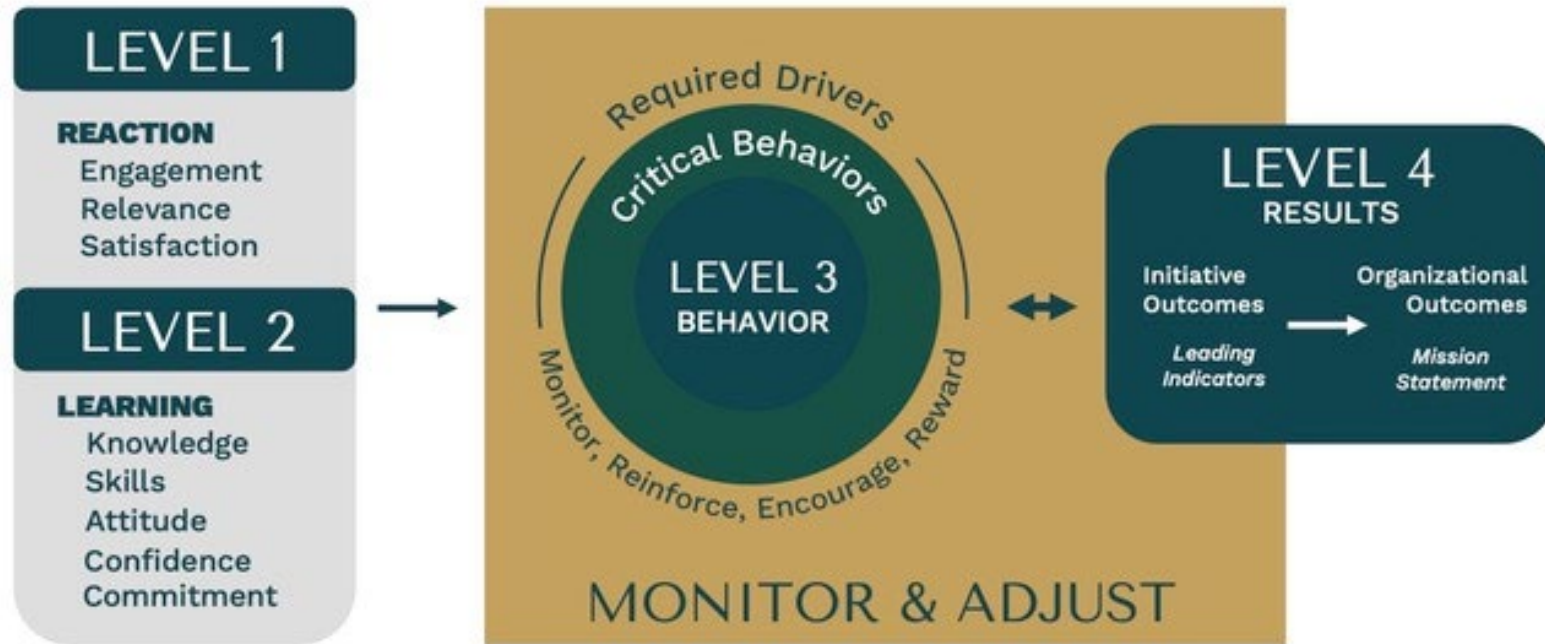 LEVEL 1
REACTION
Engagement
Relevance
Satisfaction
LEVEL 2
LEARNING
Knowledge
Skills
Attitude
Confidence
Commitment
Required Drivers
Critical Behaviors
LEVEL 3
BEHAVIOR
Monitor, Reinforce, Encourage, Reward
MONITOR & ADJUST
LEVEL 4
RESULTS
Initiative
Outcomes
Leading
Indicators
Organizational
Outcomes
Mission
Statement